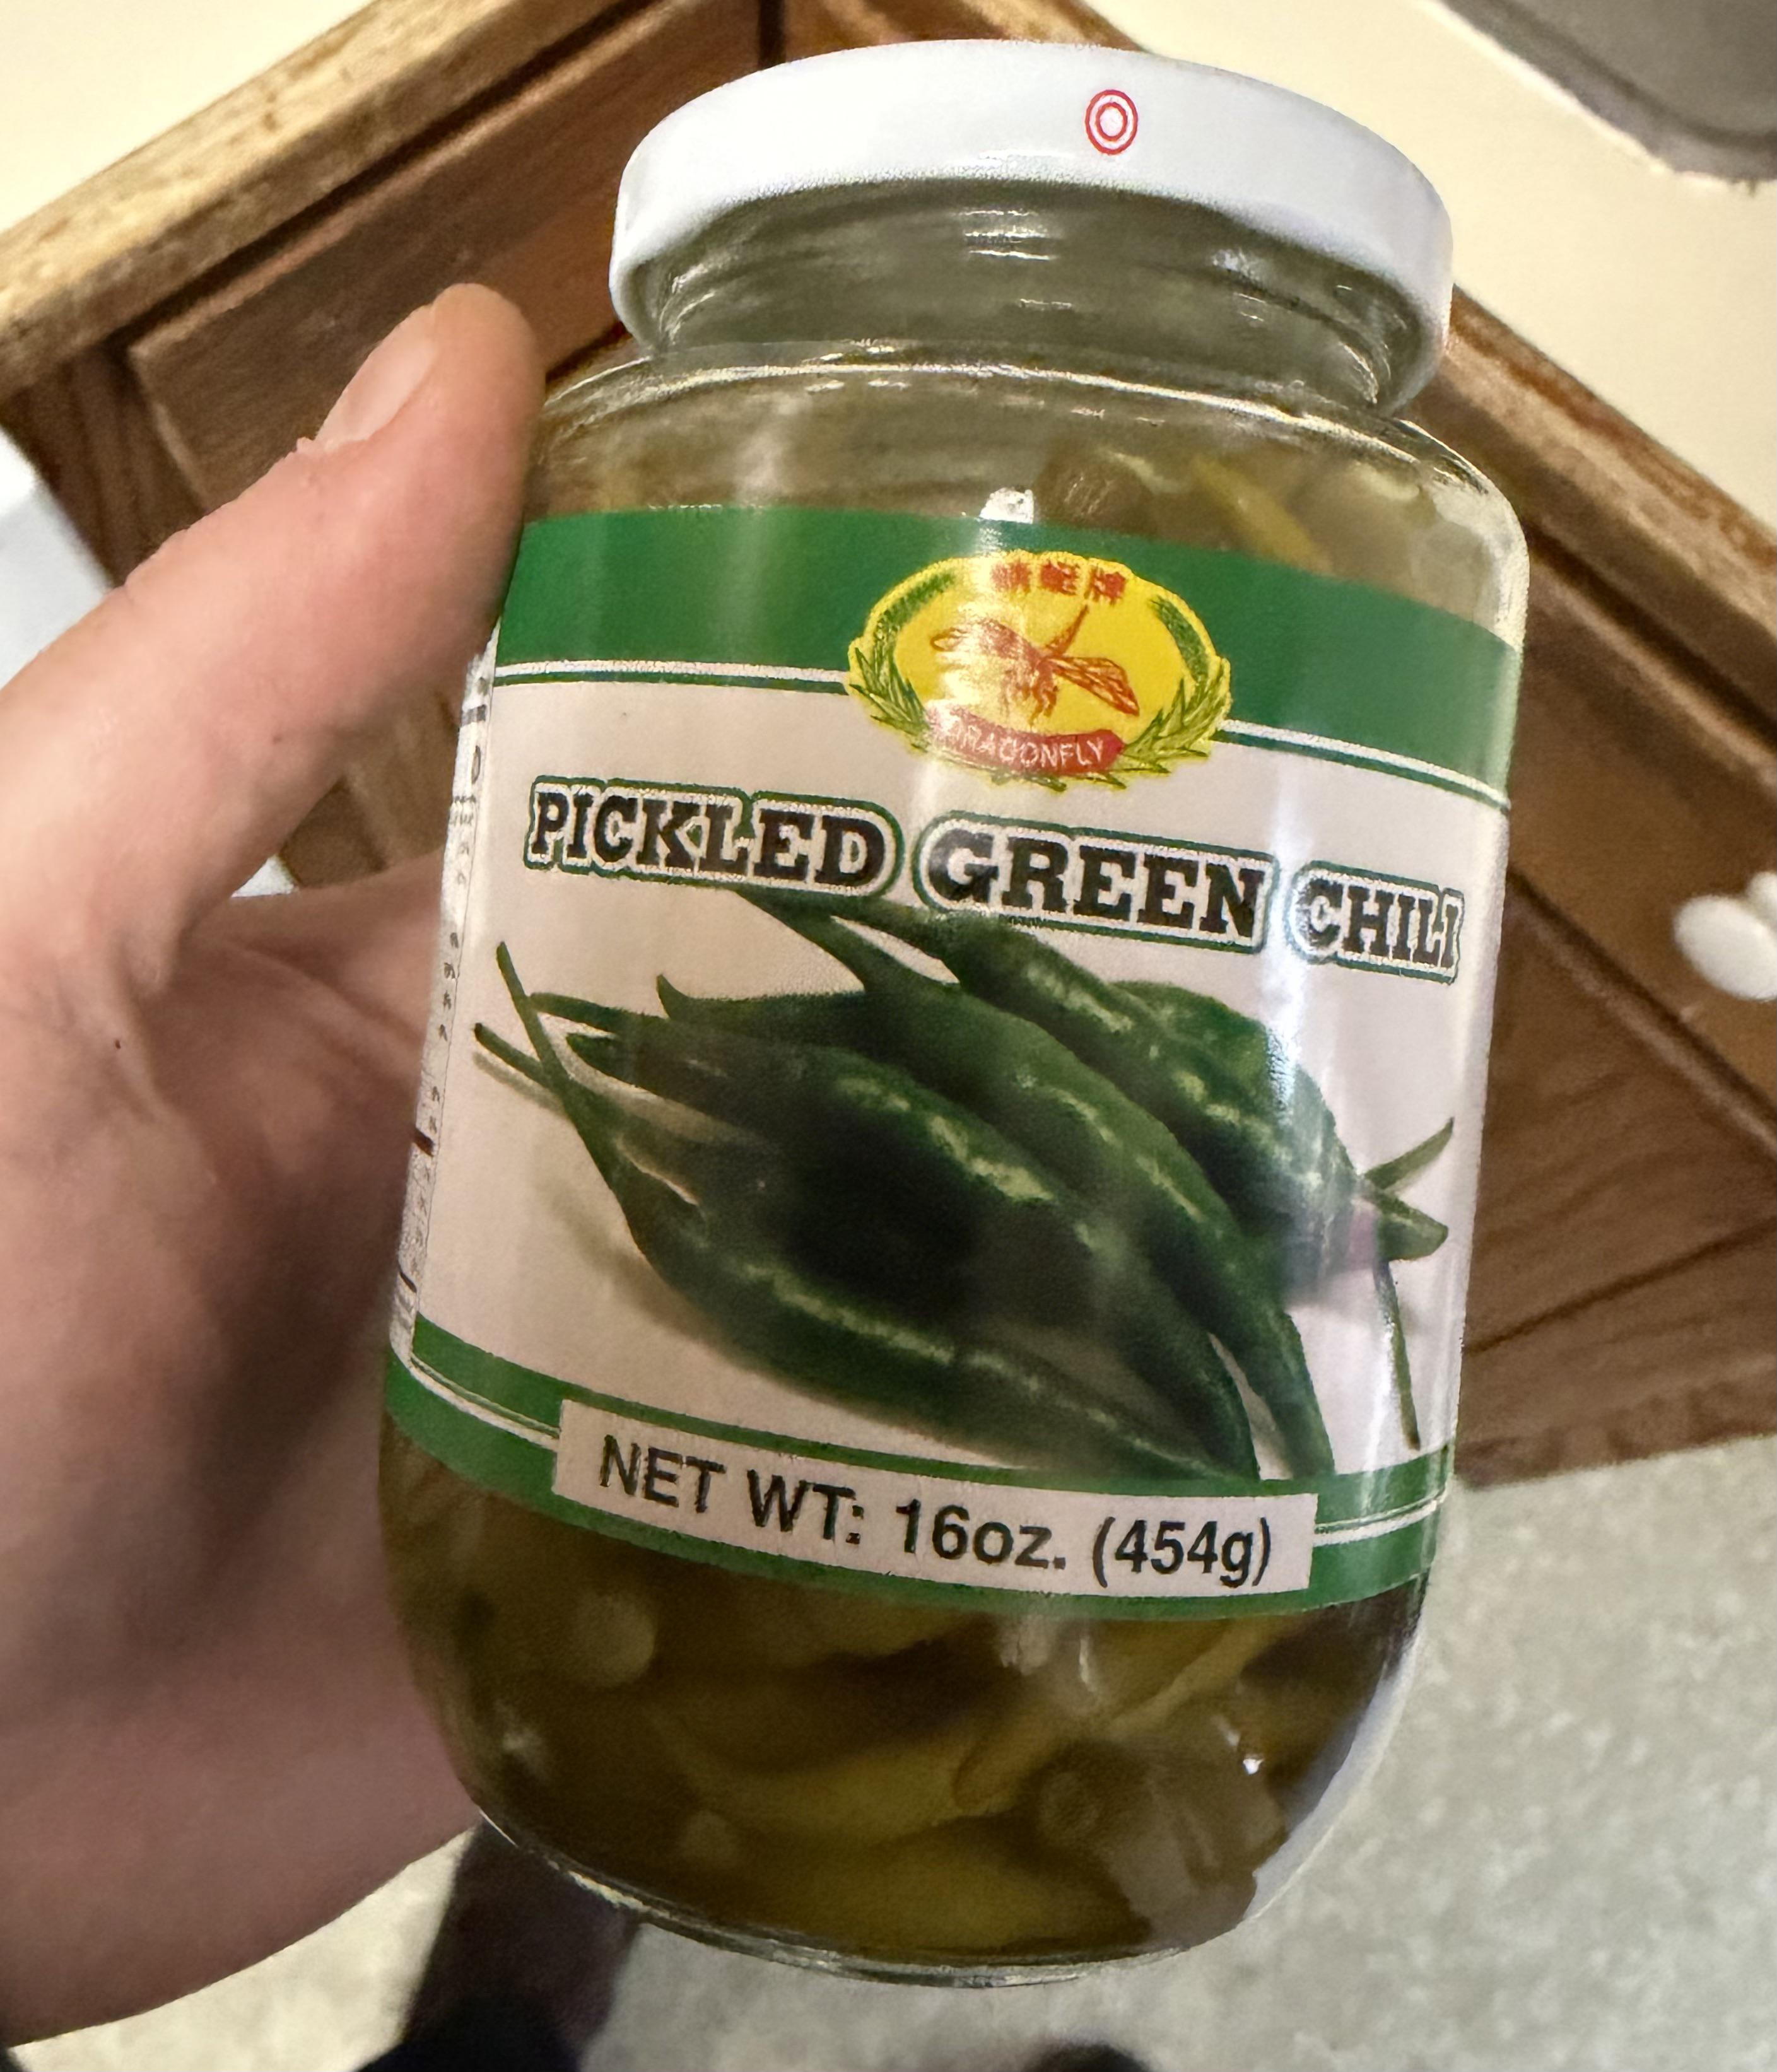 蜻蜓牌
DRAGONFLY
PICKLED GREEN CHILI
NET WT: 16oz. (454g)